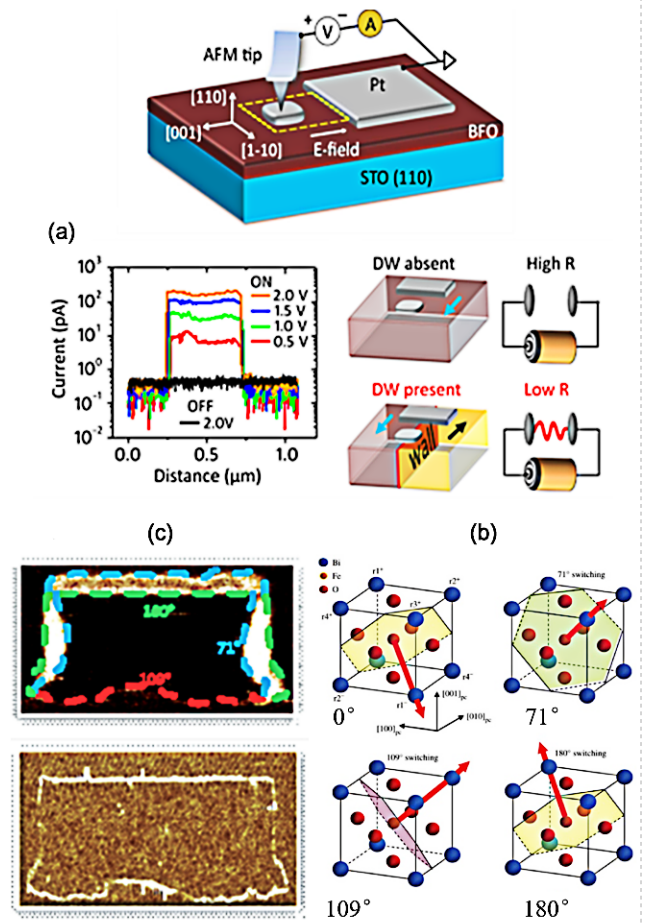 + V − A
AFM tip
[110]
Pt
[001]
[1-10]
E-field
BFO
STO (110)
(a)
Current (pA)
10³
10²
10¹
10⁰
10⁻¹
10⁻²
ON
2.0 V
1.5 V
1.0 V
0.5 V
OFF
2.0V
0.0 0.5 1.0
Distance (μm)
DW absent High R
DW present Low R
wall
(c) (b)
180°
71°
109°
Bi
Fe
O
r1⁺
r2⁺
r3⁺
r4⁺
r1⁻
r2⁻
r4⁻
[001]pc
[100]pc
[010]pc
0°
71° switching
71°
109° switching
109°
180° switching
180°